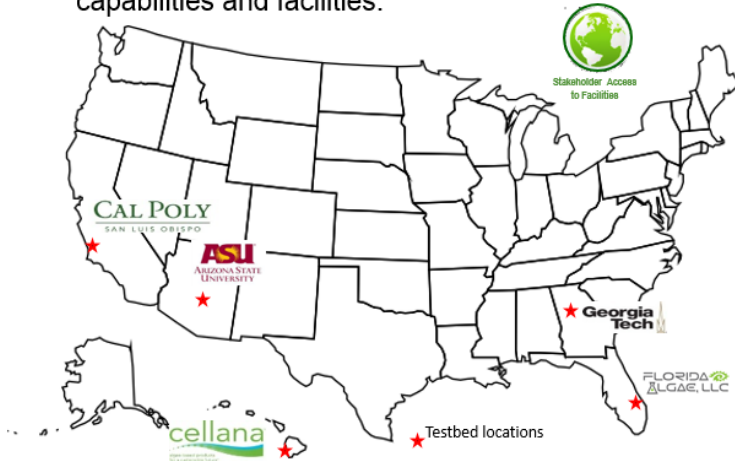 capabilities and facilities.
Stakeholder Access
to Facilities
CAL POLY
SAN LUIS OBISPO
ASU
ARIZONA STATE
UNIVERSITY
Georgia
Tech
FLORIDA
ALGAE, LLC
cellana
Testbed locations